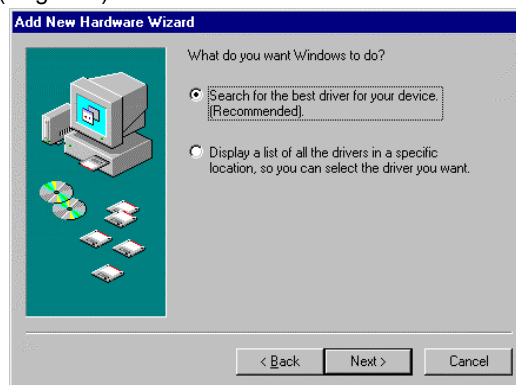 Add New Hardware Wizard
What do you want Windows to do?
Search for the best driver for your device.
(Recommended).
Display a list of all the drivers in a specific
location, so you can select the driver you want.
< Back
Next >
Cancel